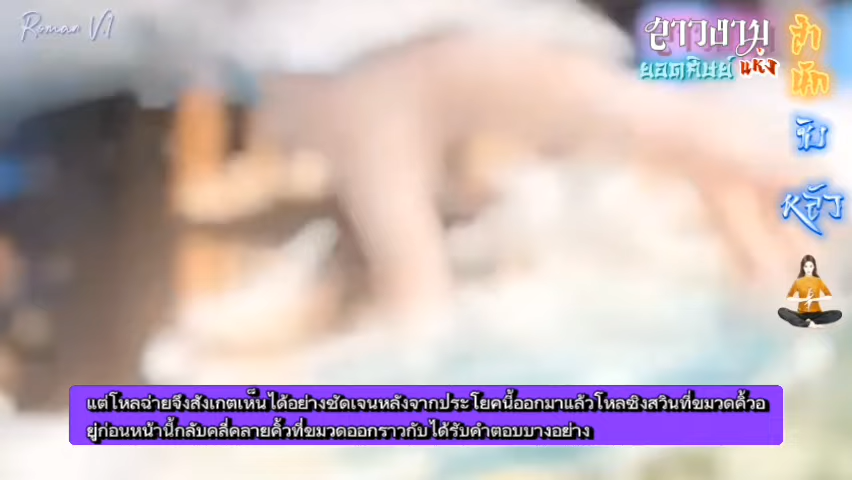 Roman V.1
สาวงาม
ยอดศิษย์แห่ง
สำ
นัก
ซิบ
หลัว
แต่โหลฉ่ายจึงสังเกตเห็นได้อย่างชัดเจนหลังจากประโยคนี้ออกมาแล้วโหลซิงสวินที่ขมวดคิ้วอ
ยู่ก่อนหน้านี้กลับคลี่คลายคิ้วที่ขมวดออกราวกับได้รับคำตอบบางอย่าง